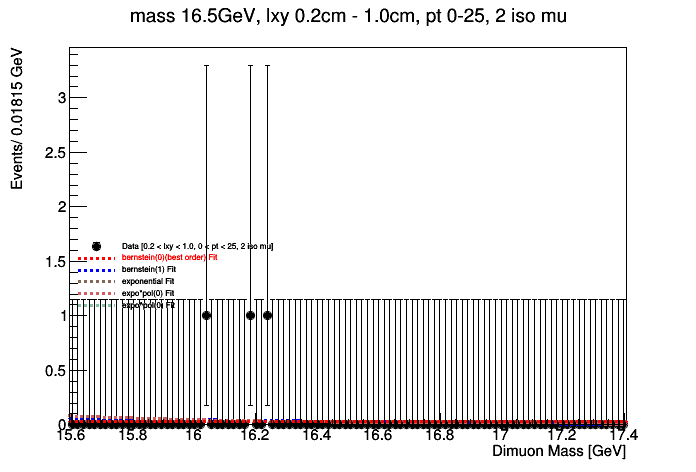 mass 16.5GeV, lxy 0.2cm - 1.0cm, pt 0-25, 2 iso mu
Events/ 0.01815 GeV
3
2.5
2
Data [0.2 < lxy < 1.0, 0 < pt < 25, 2 iso mu]
bernstein(0)(best order) Fit
1.5
bernstein(1) Fit
exponential Fit
expo*pol(0) Fit
expo*pol(0) Fit
1
0.5
0
15.6 15.8 16 16.2 16.4 16.6 16.8 17 17.2 17.4
Dimuon Mass [GeV]